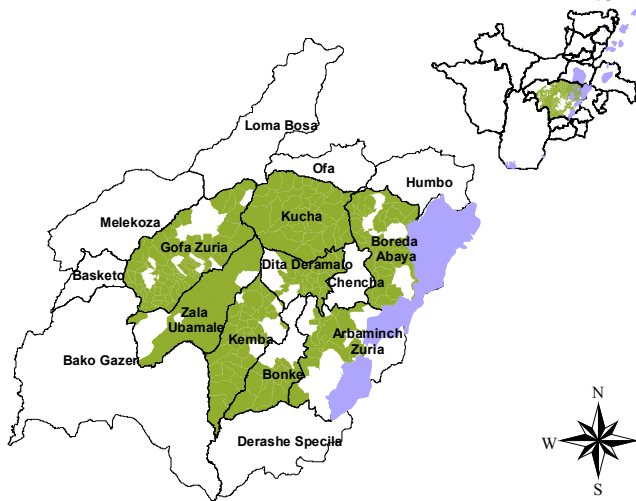 Loma Bosa
Ofa
Humbo
Melekoza
Kucha
Gofa Zuria
Boreda
Abaya
Dita Deramalo
Basketo
Chencha
Zala
Ubamale
Kemba
Arbaminch
Zuria
Bako Gazer
Bonke
Derashe Specila
N
W
E
S